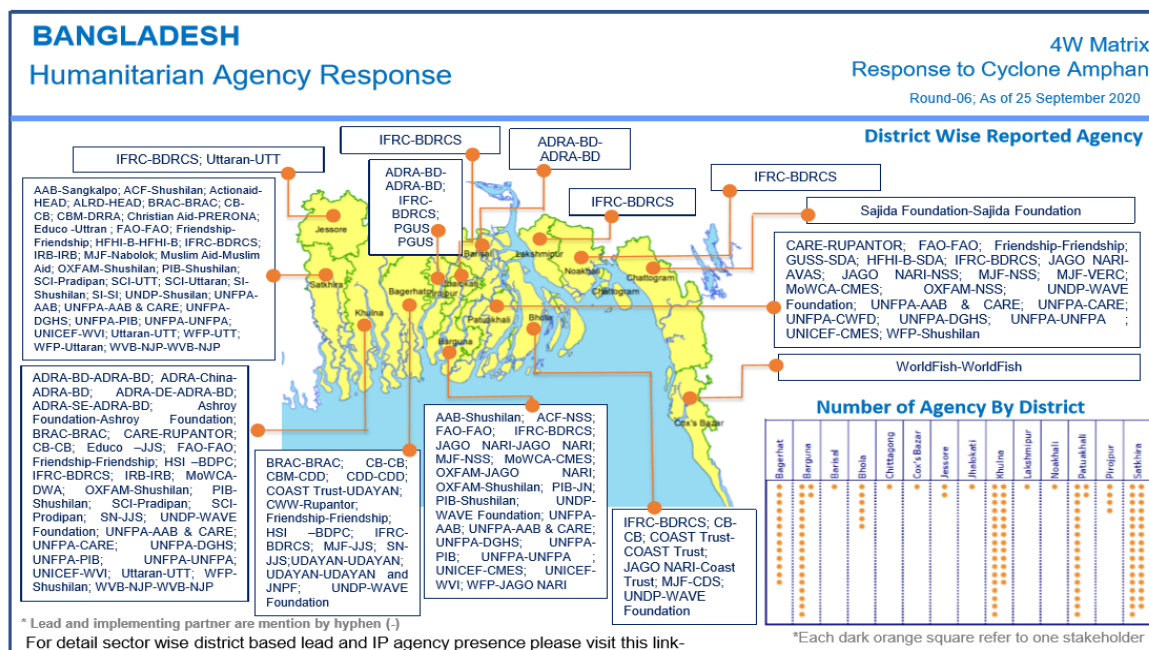 BANGLADESH
Humanitarian Agency Response
4W Matrix
Response to Cyclone Amphan
Round-06; As of 25 September 2020
District Wise Reported Agency
IFRC-BDRCS; Uttaran-UTT
IFRC-BDRCS
ADRA-BD-
ADRA-BD
ADRA-BD-
ADRA-BD;
IFRC-
BDRCS;
PGUS
PGUS
IFRC-BDRCS
IFRC-BDRCS
Sajida Foundation-Sajida Foundation
AAB-Sangkalpo; ACF-Shushilan; Actionaid-
HEAD; ALRD-HEAD; BRAC-BRAC; CB-
CB; CBM-DRRA; Christian Aid-PRERONA;
Educo -Uttran ; FAO-FAO; Friendship-
Friendship; HFHI-B-HFHI-B; IFRC-BDRCS;
IRB-IRB; MJF-Nabolok; Muslim Aid-Muslim
Aid; OXFAM-Shushilan; PIB-Shushilan;
SCI-Pradipan; SCI-UTT; SCI-Uttaran; SI-
Shushilan; SI-SI; UNDP-Shusilan; UNFPA-
AAB; UNFPA-AAB & CARE; UNFPA-
DGHS; UNFPA-PIB; UNFPA-UNFPA;
UNICEF-WVI; Uttaran-UTT; WFP-UTT;
WFP-Uttaran; WVB-NJP-WVB-NJP
CARE-RUPANTOR; FAO-FAO; Friendship-Friendship;
GUSS-SDA; HFHI-B-SDA; IFRC-BDRCS; JAGO NARI-
AVAS; JAGO NARI-NSS; MJF-NSS; MJF-VERC;
MoWCA-CMES; OXFAM-NSS; UNDP-WAVE
Foundation; UNFPA-AAB & CARE; UNFPA-CARE;
UNFPA-CWFD; UNFPA-DGHS; UNFPA-UNFPA ;
UNICEF-CMES; WFP-Shushilan
WorldFish-WorldFish
Jessore
Satkhira
Khulna
Bagerhat
Pirojpur
Barisal
Patuakhali
Barguna
Bhola
Lakshmipur
Noakhali
Chattogram
Chattogram
Cox's Bazar
ADRA-BD-ADRA-BD; ADRA-China-
ADRA-BD; ADRA-DE-ADRA-BD;
ADRA-SE-ADRA-BD; Ashroy
Foundation-Ashroy Foundation;
BRAC-BRAC; CARE-RUPANTOR;
CB-CB; Educo –JJS; FAO-FAO;
Friendship-Friendship; HSI –BDPC;
IFRC-BDRCS; IRB-IRB; MoWCA-
DWA; OXFAM-Shushilan; PIB-
Shushilan; SCI-Pradipan; SCI-
Prodipan; SN-JJS; UNDP-WAVE
Foundation; UNFPA-AAB & CARE;
UNFPA-CARE; UNFPA-DGHS;
UNFPA-PIB; UNFPA-UNFPA;
UNICEF-WVI; Uttaran-UTT; WFP-
Shushilan; WVB-NJP-WVB-NJP
BRAC-BRAC; CB-CB;
CBM-CDD; CDD-CDD;
COAST Trust-UDAYAN;
CWW-Rupantor;
Friendship-Friendship;
HSI –BDPC; IFRC-
BDRCS; MJF-JJS; SN-
JJS;UDAYAN-UDAYAN;
UDAYAN-UDAYAN and
JNPF; UNDP-WAVE
Foundation
AAB-Shushilan; ACF-NSS;
FAO-FAO; IFRC-BDRCS;
JAGO NARI-JAGO NARI;
MJF-NSS; MoWCA-CMES;
OXFAM-JAGO NARI;
OXFAM-Shushilan; PIB-JN;
PIB-Shushilan; UNDP-
WAVE Foundation; UNFPA-
AAB; UNFPA-AAB & CARE;
UNFPA-DGHS; UNFPA-
PIB; UNFPA-UNFPA ;
UNICEF-CMES; UNICEF-
WVI; WFP-JAGO NARI
IFRC-BDRCS; CB-
CB; COAST Trust-
COAST Trust;
JAGO NARI-Coast
Trust; MJF-CDS;
UNDP-WAVE
Foundation
Number of Agency By District
Bagerhat
Barguna
Barisal
Bhola
Chittagong
Cox's Bazar
Jessore
Jhalokati
Khulna
Lakshmipur
Noakhali
Patuakhali
Pirojpur
Satkhira
* Lead and implementing partner are mention by hyphen (-)
*Each dark orange square refer to one stakeholder
For detail sector wise district based lead and IP agency presence please visit this link-